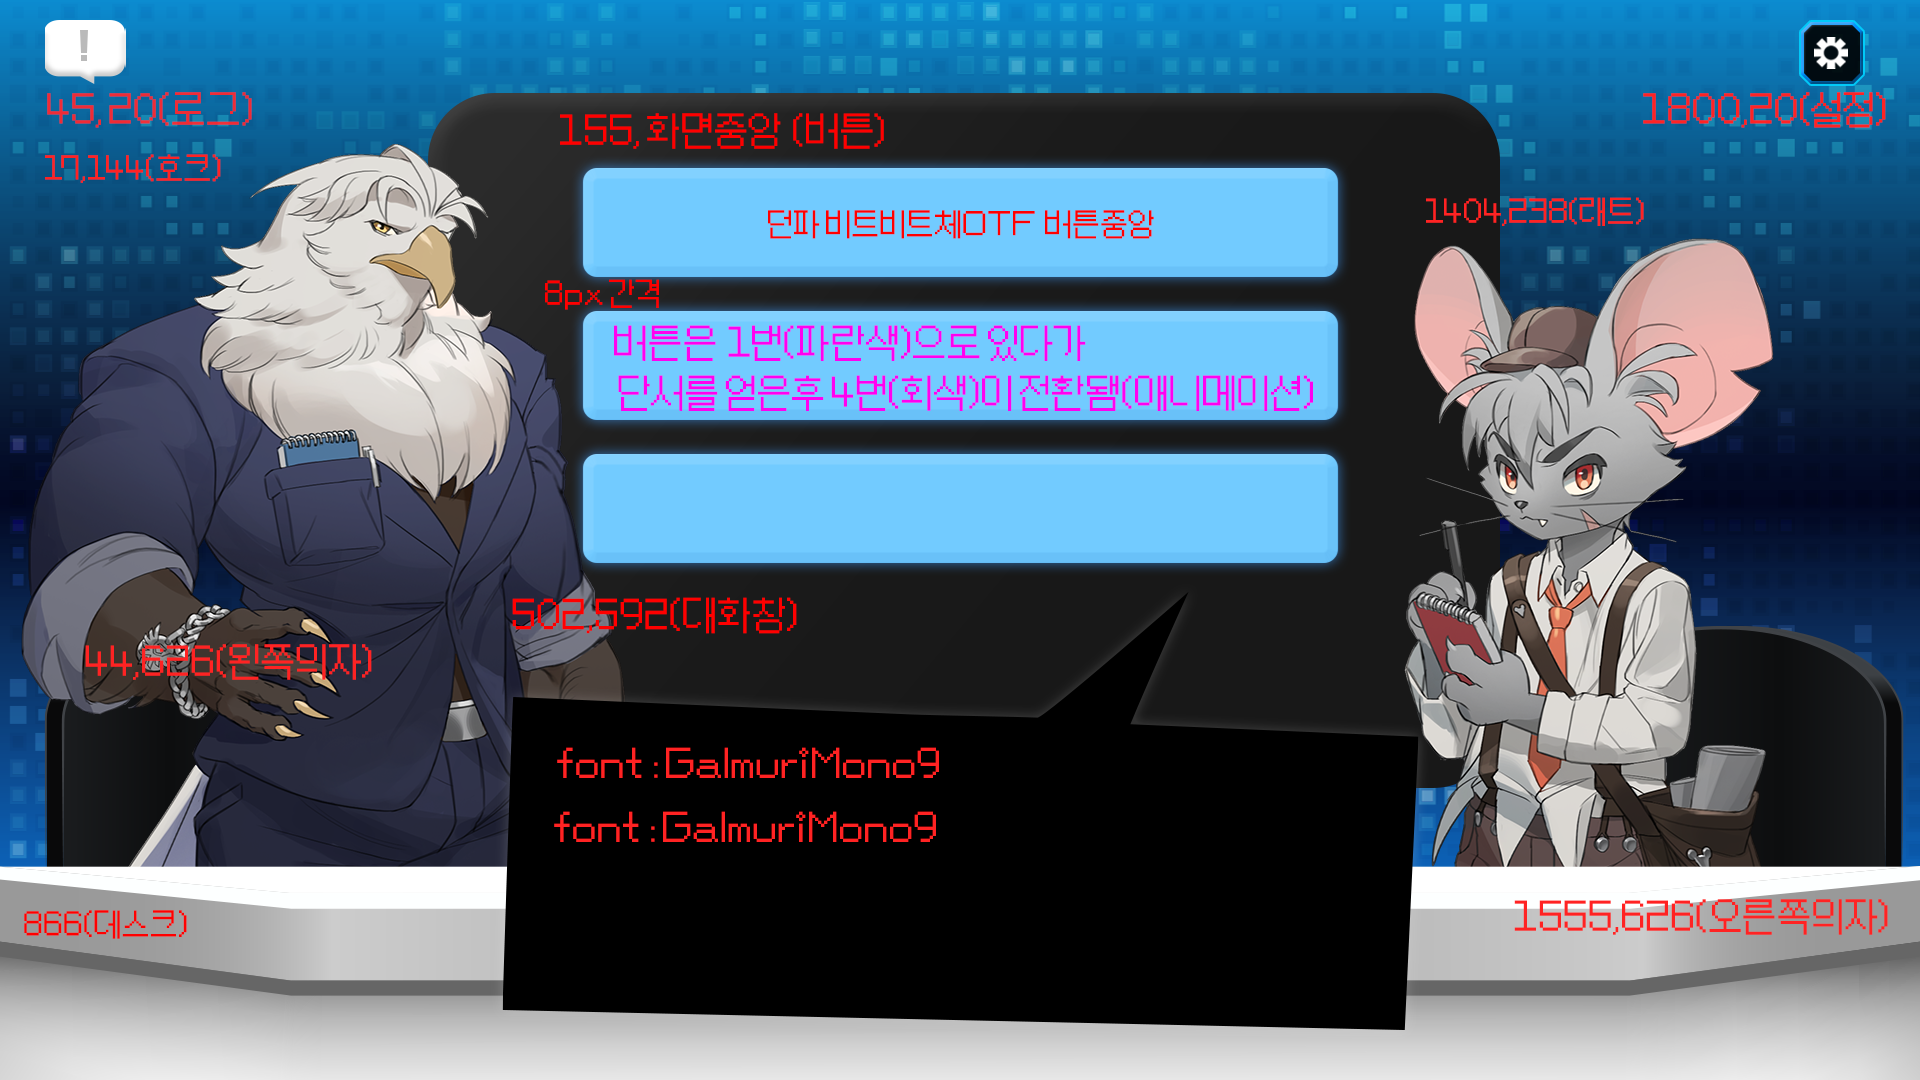 !
45,20(로그)
1800,20(설정)
155,화면중앙 (버튼)
17,144(호크)
1404,238(래트)
던파 비트비트체OTF 버튼중앙
8px 간격
버튼은 1번(파란색)으로 있다가
단서를 얻은후 4번(회색)이 전환됌(애니메이션)
502,592(대화창)
44,626(왼쪽의자)
font :GalmuriMono9
font :GalmuriMono9
866(데스크)
1555,626(오른쪽의자)